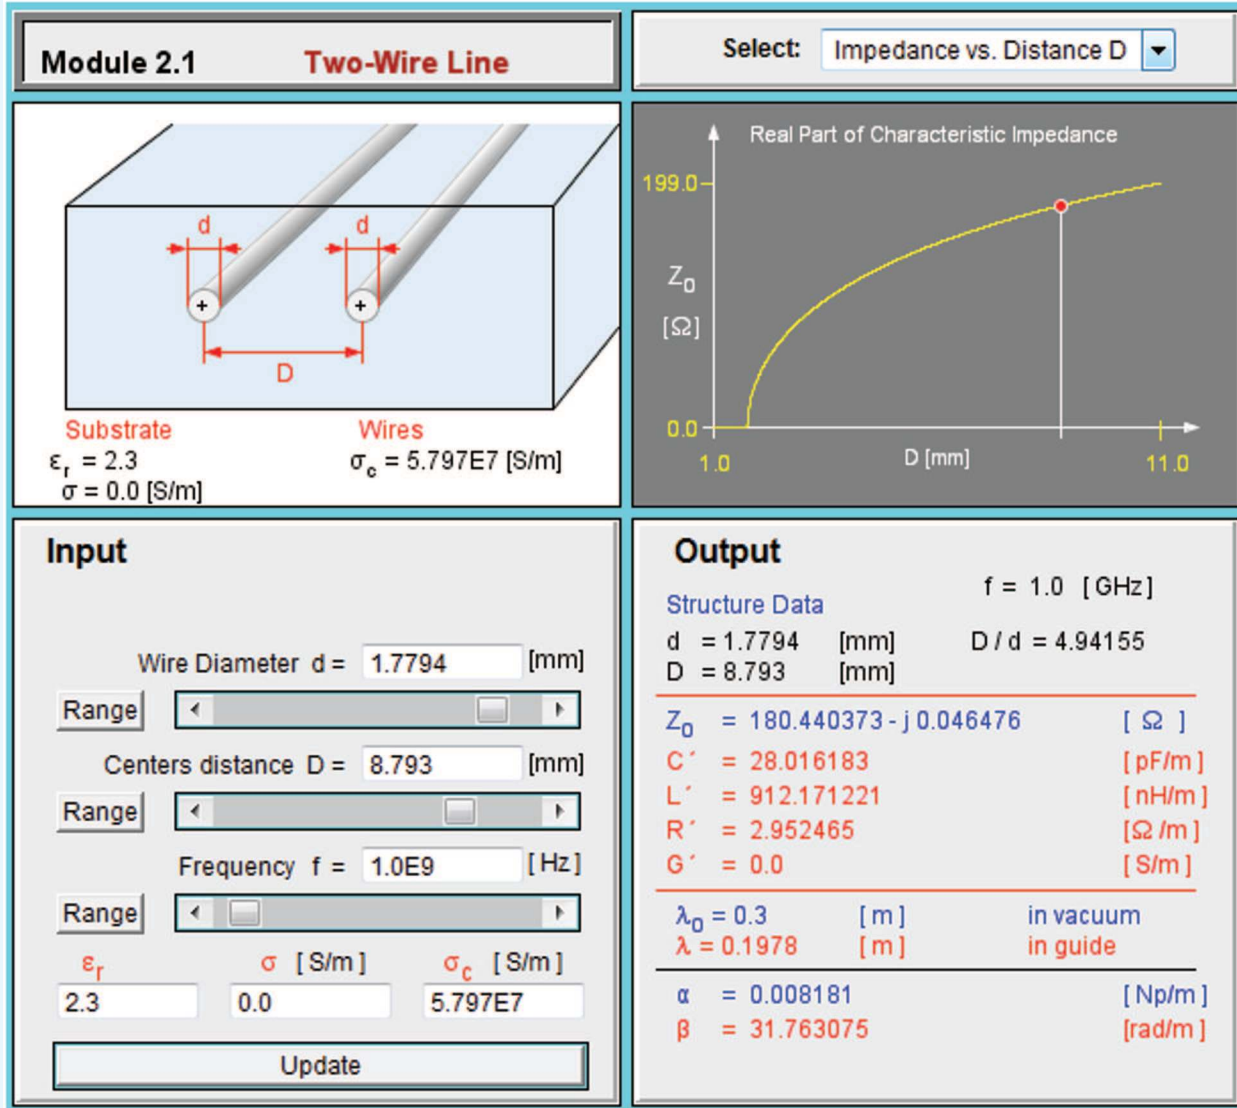 Module 2.1 Two-Wire Line
Select: Impedance vs. Distance D
d d
+ +
D
Substrate Wires
εr = 2.3 σc = 5.797E7 [S/m]
σ = 0.0 [S/m]
Real Part of Characteristic Impedance
199.0
Z0
[Ω]
0.0
1.0 D [mm] 11.0
Input
Wire Diameter d = 1.7794 [mm]
Range
Centers distance D = 8.793 [mm]
Range
Frequency f = 1.0E9 [Hz]
Range
εr σ [S/m] σc [S/m]
2.3 0.0 5.797E7
Update
Output
f = 1.0 [GHz]
Structure Data
d = 1.7794 [mm] D / d = 4.94155
D = 8.793 [mm]
Z0 = 180.440373 - j 0.046476 [Ω]
C´ = 28.016183 [pF/m]
L´ = 912.171221 [nH/m]
R´ = 2.952465 [Ω/m]
G´ = 0.0 [S/m]
λ0 = 0.3 [m] in vacuum
λ = 0.1978 [m] in guide
α = 0.008181 [Np/m]
β = 31.763075 [rad/m]